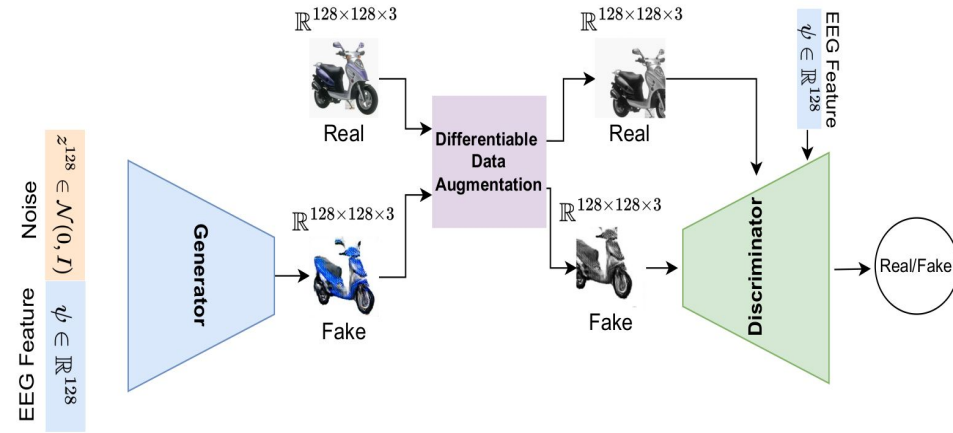 ℝ^128×128×3
Real
ℝ^128×128×3
Real
EEG Feature
ψ ∈ ℝ^128
Differentiable
Data
Augmentation
Noise
z^128 ∈ 𝒩(0, I)
EEG Feature
ψ ∈ ℝ^128
Generator
ℝ^128×128×3
Fake
ℝ^128×128×3
Fake
Discriminator
Real/Fake